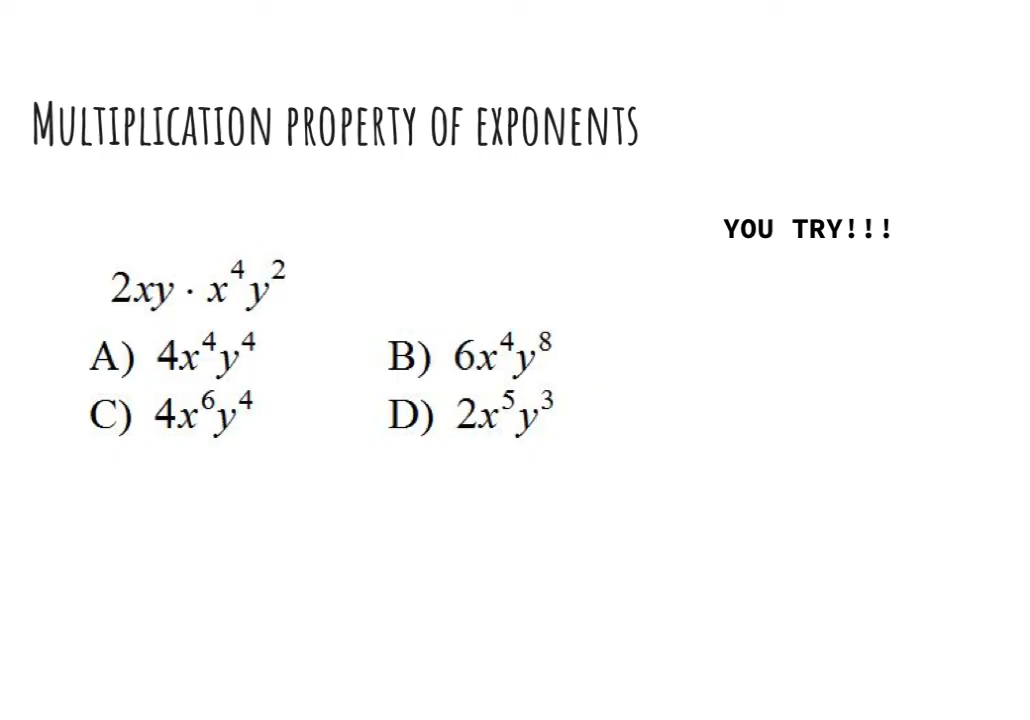 Multiplication property of exponents
YOU TRY!!!
2xy · x⁴y²
A) 4x⁴y⁴ B) 6x⁴y⁸
C) 4x⁶y⁴ D) 2x⁵y³